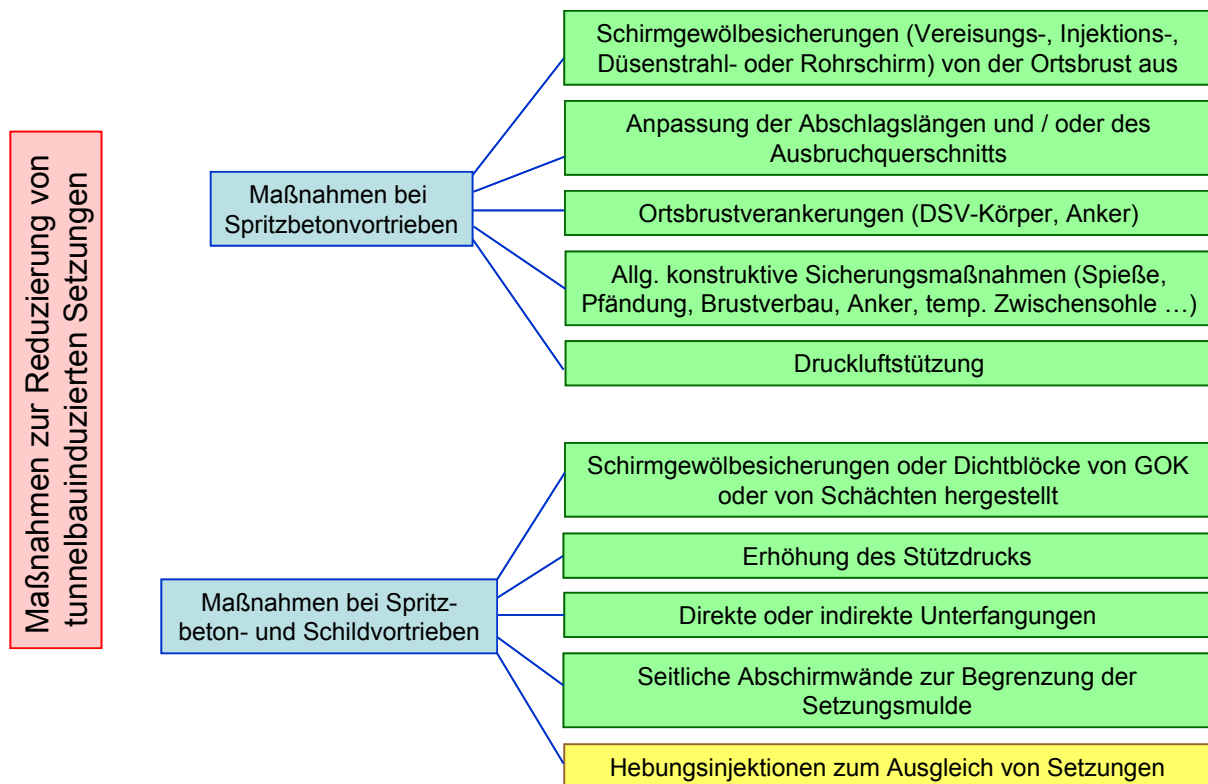 Maßnahmen zur Reduzierung von
tunnelbauinduzierten Setzungen
Maßnahmen bei
Spritzbetonvortrieben
Schirmgewölbesicherungen (Vereisungs-, Injektions-,
Düsenstrahl- oder Rohrschirm) von der Ortsbrust aus
Anpassung der Abschlagslängen und / oder des
Ausbruchquerschnitts
Ortsbrustverankerungen (DSV-Körper, Anker)
Allg. konstruktive Sicherungsmaßnahmen (Spieße,
Pfändung, Brustverbau, Anker, temp. Zwischensohle …)
Druckluftstützung
Maßnahmen bei Spritz-
beton- und Schildvortrieben
Schirmgewölbesicherungen oder Dichtblöcke von GOK
oder von Schächten hergestellt
Erhöhung des Stützdrucks
Direkte oder indirekte Unterfangungen
Seitliche Abschirmwände zur Begrenzung der
Setzungsmulde
Hebungsinjektionen zum Ausgleich von Setzungen